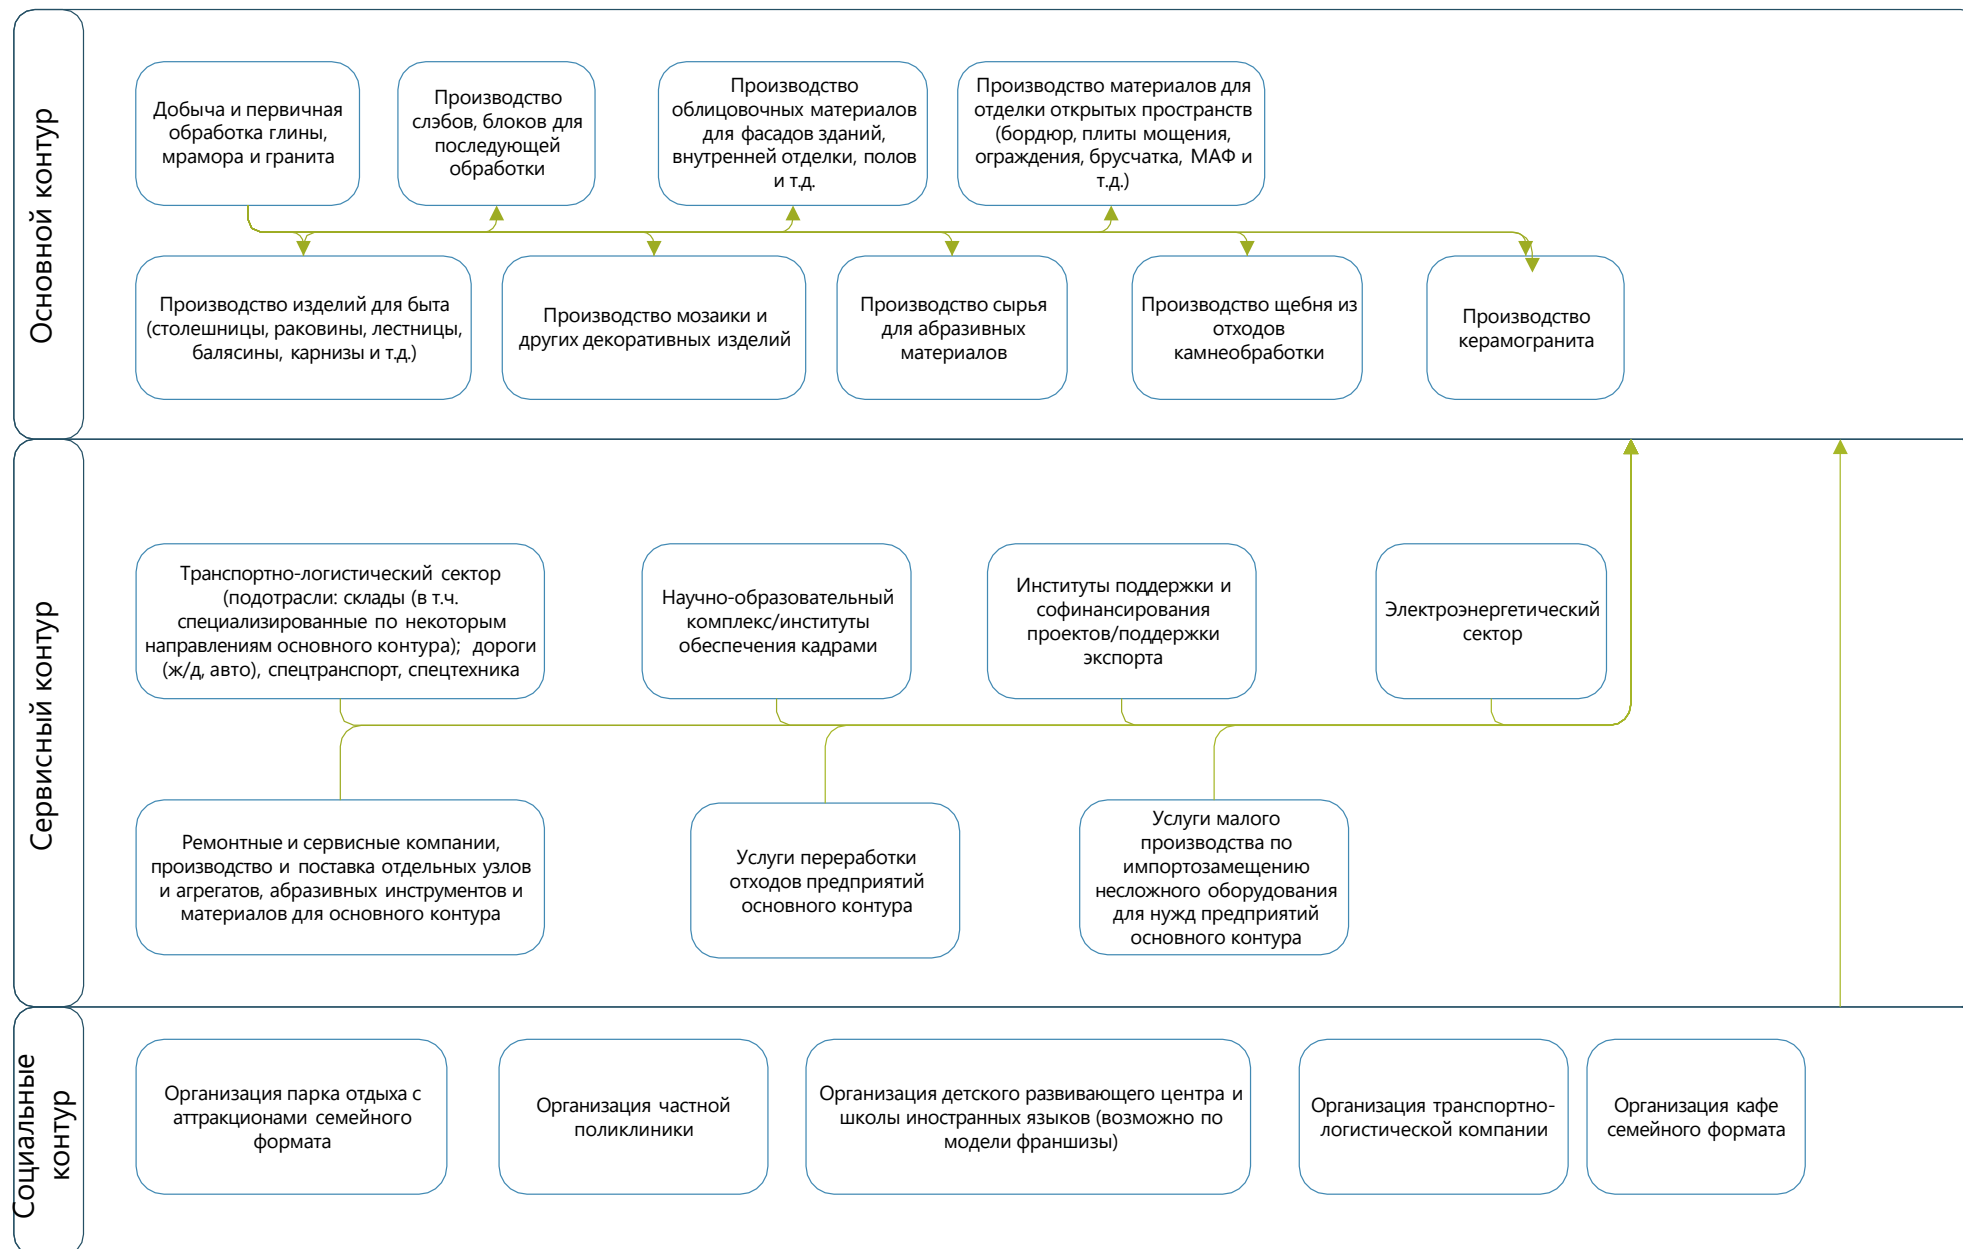 Основной контур
Добыча и первичная
обработка глины,
мрамора и гранита
Производство
слэбов, блоков для
последующей
обработки
Производство
облицовочных материалов
для фасадов зданий,
внутренней отделки, полов
и т.д.
Производство материалов для
отделки открытых пространств
(бордюр, плиты мощения,
ограждения, брусчатка, МАФ и
т.д.)
Производство изделий для быта
(столешницы, раковины, лестницы,
балясины, карнизы и т.д.)
Производство мозаики и
других декоративных изделий
Производство сырья
для абразивных
материалов
Производство щебня из
отходов
камнеобработки
Производство
керамогранита
Сервисный контур
Транспортно-логистический сектор
(подотрасли: склады (в т.ч.
специализированные по некоторым
направлениям основного контура); дороги
(ж/д, авто), спецтранспорт, спецтехника
Научно-образовательный
комплекс/институты
обеспечения кадрами
Институты поддержки и
софинансирования
проектов/поддержки
экспорта
Электроэнергетический
сектор
Ремонтные и сервисные компании,
производство и поставка отдельных узлов
и агрегатов, абразивных инструментов и
материалов для основного контура
Услуги переработки
отходов предприятий
основного контура
Услуги малого
производства по
импортозамещению
несложного оборудования
для нужд предприятий
основного контура
Социальные
контур
Организация парка отдыха с
аттракционами семейного
формата
Организация частной
поликлиники
Организация детского развивающего центра и
школы иностранных языков (возможно по
модели франшизы)
Организация транспортно-
логистической компании
Организация кафе
семейного формата